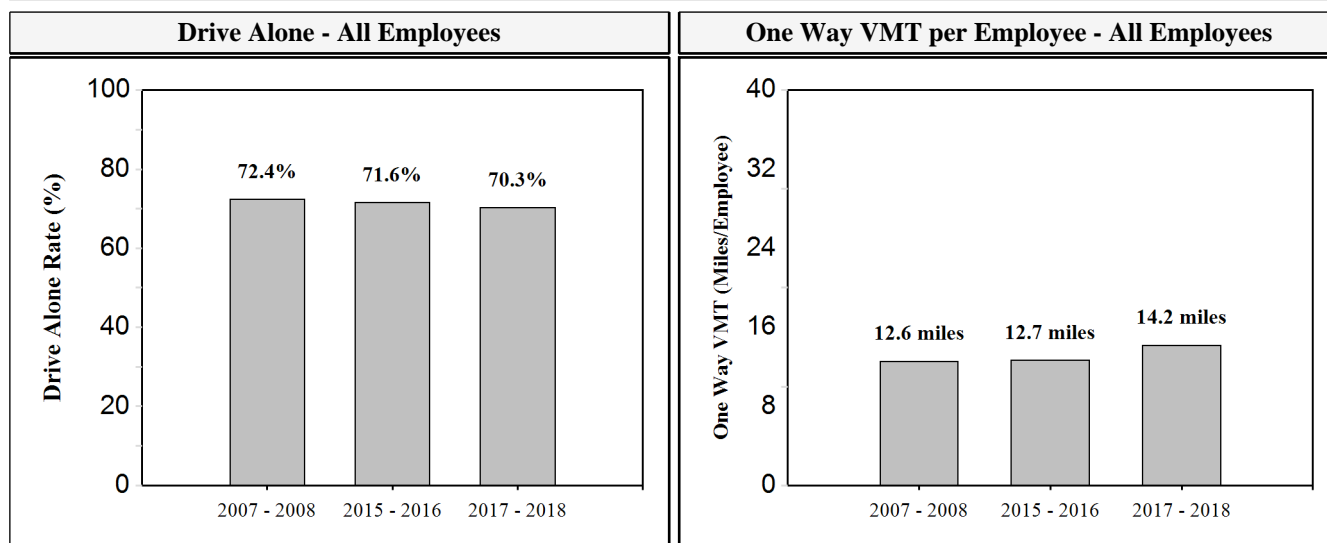 Drive Alone - All Employees
Drive Alone Rate (%)
100
80
60
40
20
0
72.4%
71.6%
70.3%
2007 - 2008
2015 - 2016
2017 - 2018
One Way VMT per Employee - All Employees
One Way VMT (Miles/Employee)
40
32
24
16
8
0
12.6 miles
12.7 miles
14.2 miles
2007 - 2008
2015 - 2016
2017 - 2018